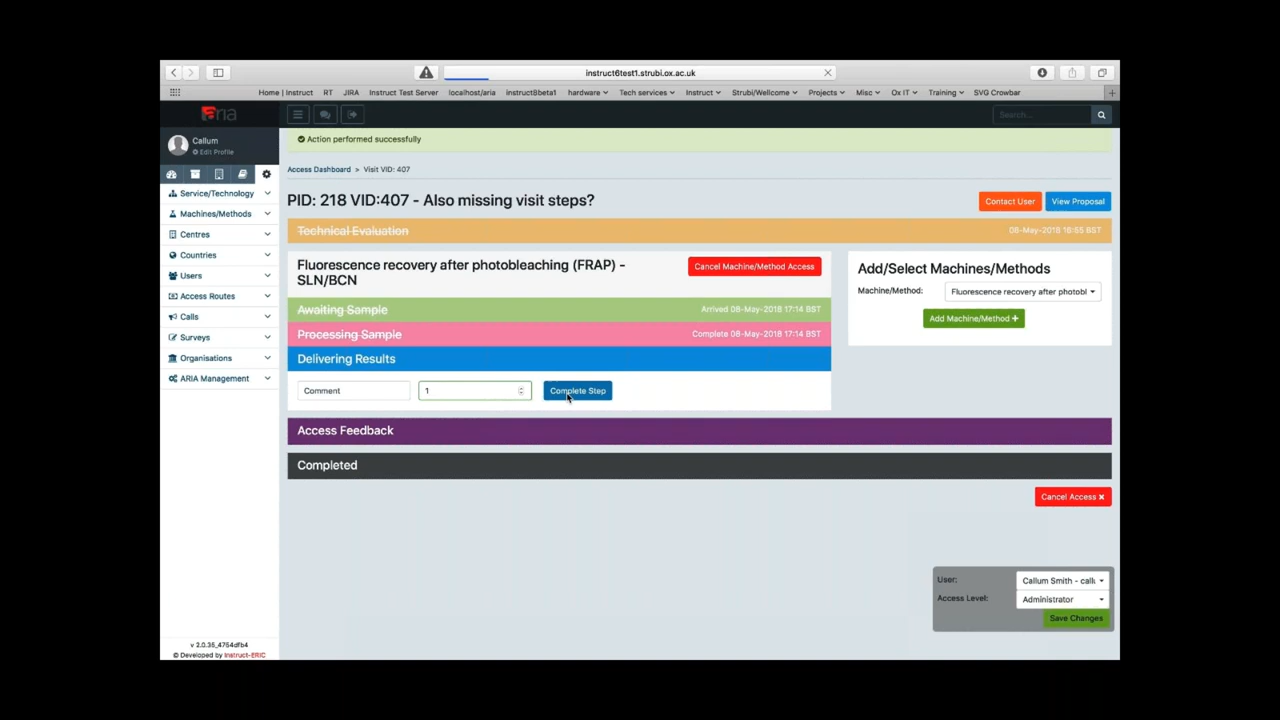 instruct6test1.strubi.ox.ac.uk
Home | Instruct RT JIRA Instruct Test Server localhost/aria instruct8beta1 hardware Tech services Instruct Strubi/Wellcome Projects Misc Ox IT Training SVG Crowbar
aria
Search...
Callum
Edit Profile
Action performed successfully
Access Dashboard > Visit VID: 407
Service/Technology
Machines/Methods
Centres
Countries
Users
Access Routes
Calls
Surveys
Organisations
ARIA Management
PID: 218 VID:407 - Also missing visit steps?
Contact User
View Proposal
Technical Evaluation 08-May-2018 16:55 BST
Fluorescence recovery after photobleaching (FRAP) -
SLN/BCN
Cancel Machine/Method Access
Awaiting Sample Arrived 08-May-2018 17:14 BST
Processing Sample Complete 08-May-2018 17:14 BST
Delivering Results
Comment 1 Complete Step
Add/Select Machines/Methods
Machine/Method: Fluorescence recovery after photobl
Add Machine/Method +
Access Feedback
Completed
Cancel Access ×
User: Callum Smith - callu
Access Level: Administrator
Save Changes
v 2.0.35_4754dfb4
© Developed by Instruct-ERIC